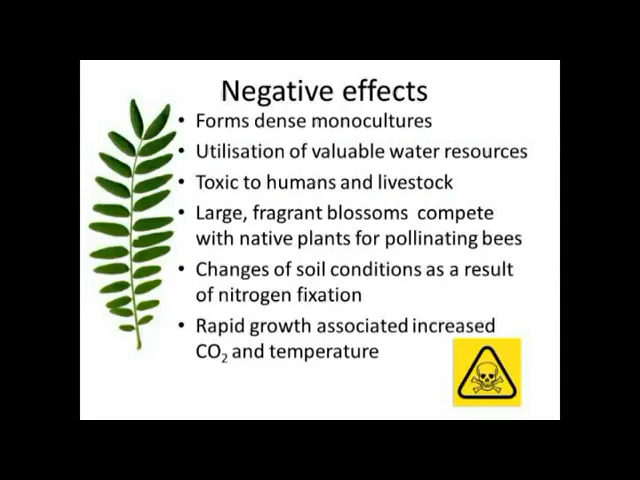 Negative effects
• Forms dense monocultures
• Utilisation of valuable water resources
• Toxic to humans and livestock
• Large, fragrant blossoms compete
with native plants for pollinating bees
• Changes of soil conditions as a result
of nitrogen fixation
• Rapid growth associated increased
CO₂ and temperature